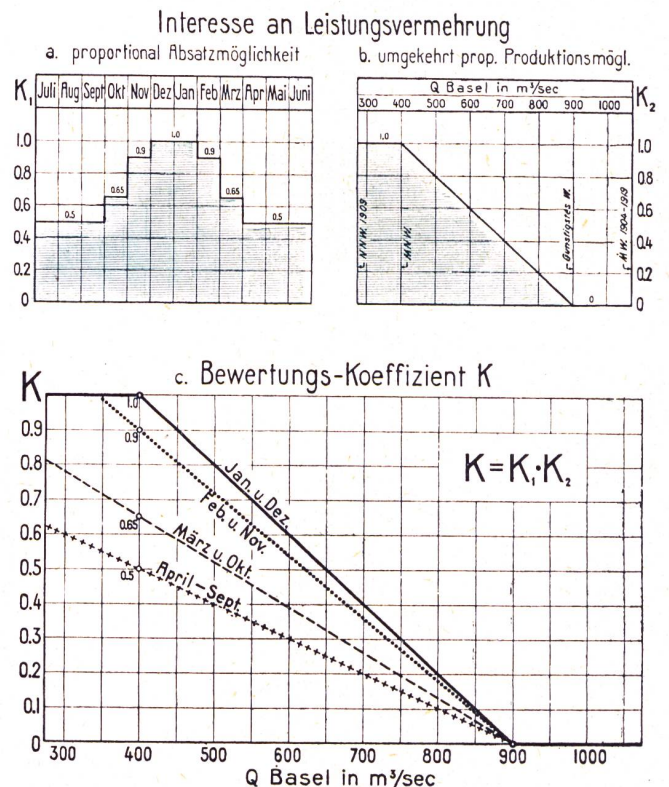 Interesse an Leistungsvermehrung
a. proportional Absatzmöglichkeit
K₁
Juli Aug Sept Okt Nov Dez Jan Feb Mrz Apr Mai Juni
1.0
0.8
0.6
0.4
0.2
0
0.5
0.65
0.9
1.0
0.9
0.65
0.5
b. umgekehrt prop. Produktionsmögl.
Q Basel in m³/sec
300 400 500 600 700 800 900 1000
K₂
1.0
N.N.W. 1909
M.N.W.
Günstigstes W.
M.W. 1904-1919
0
1.0
0.8
0.6
0.4
0.2
0
c. Bewertungs-Koeffizient K
K
0.9
0.8
0.7
0.6
0.5
0.4
0.3
0.2
0.1
0
1.0
0.9
0.65
0.5
Jan. u. Dez.
Feb. u. Nov.
März u. Okt.
April-Sept.
K = K₁·K₂
300 400 500 600 700 800 900 1000
Q Basel in m³/sec